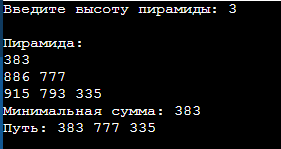 Введите высоту пирамиды: 3
Пирамида:
383
886 777
915 793 335
Минимальная сумма: 383
Путь: 383 777 335